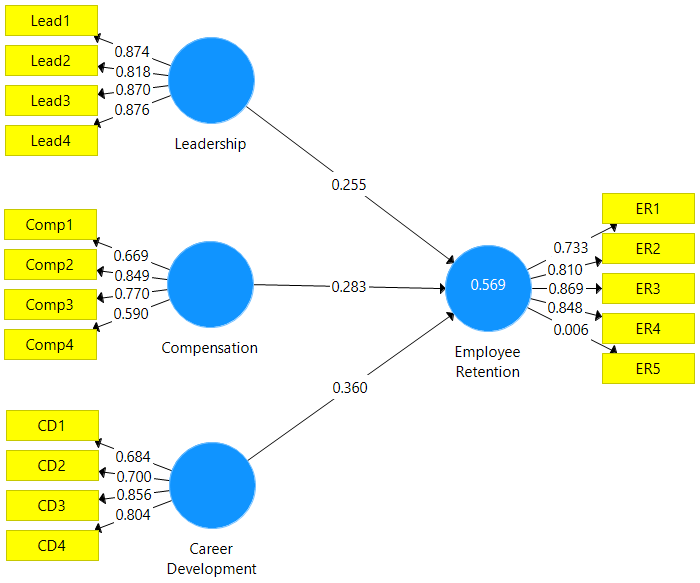 Lead1
Lead2
Lead3
Lead4
0.874
0.818
0.870
0.876
Leadership
0.255
Comp1
Comp2
Comp3
Comp4
0.669
0.849
0.770
0.590
Compensation
0.283
CD1
CD2
CD3
CD4
0.684
0.700
0.856
0.804
Career
Development
0.360
0.569
Employee
Retention
0.733
0.810
0.869
0.848
0.006
ER1
ER2
ER3
ER4
ER5